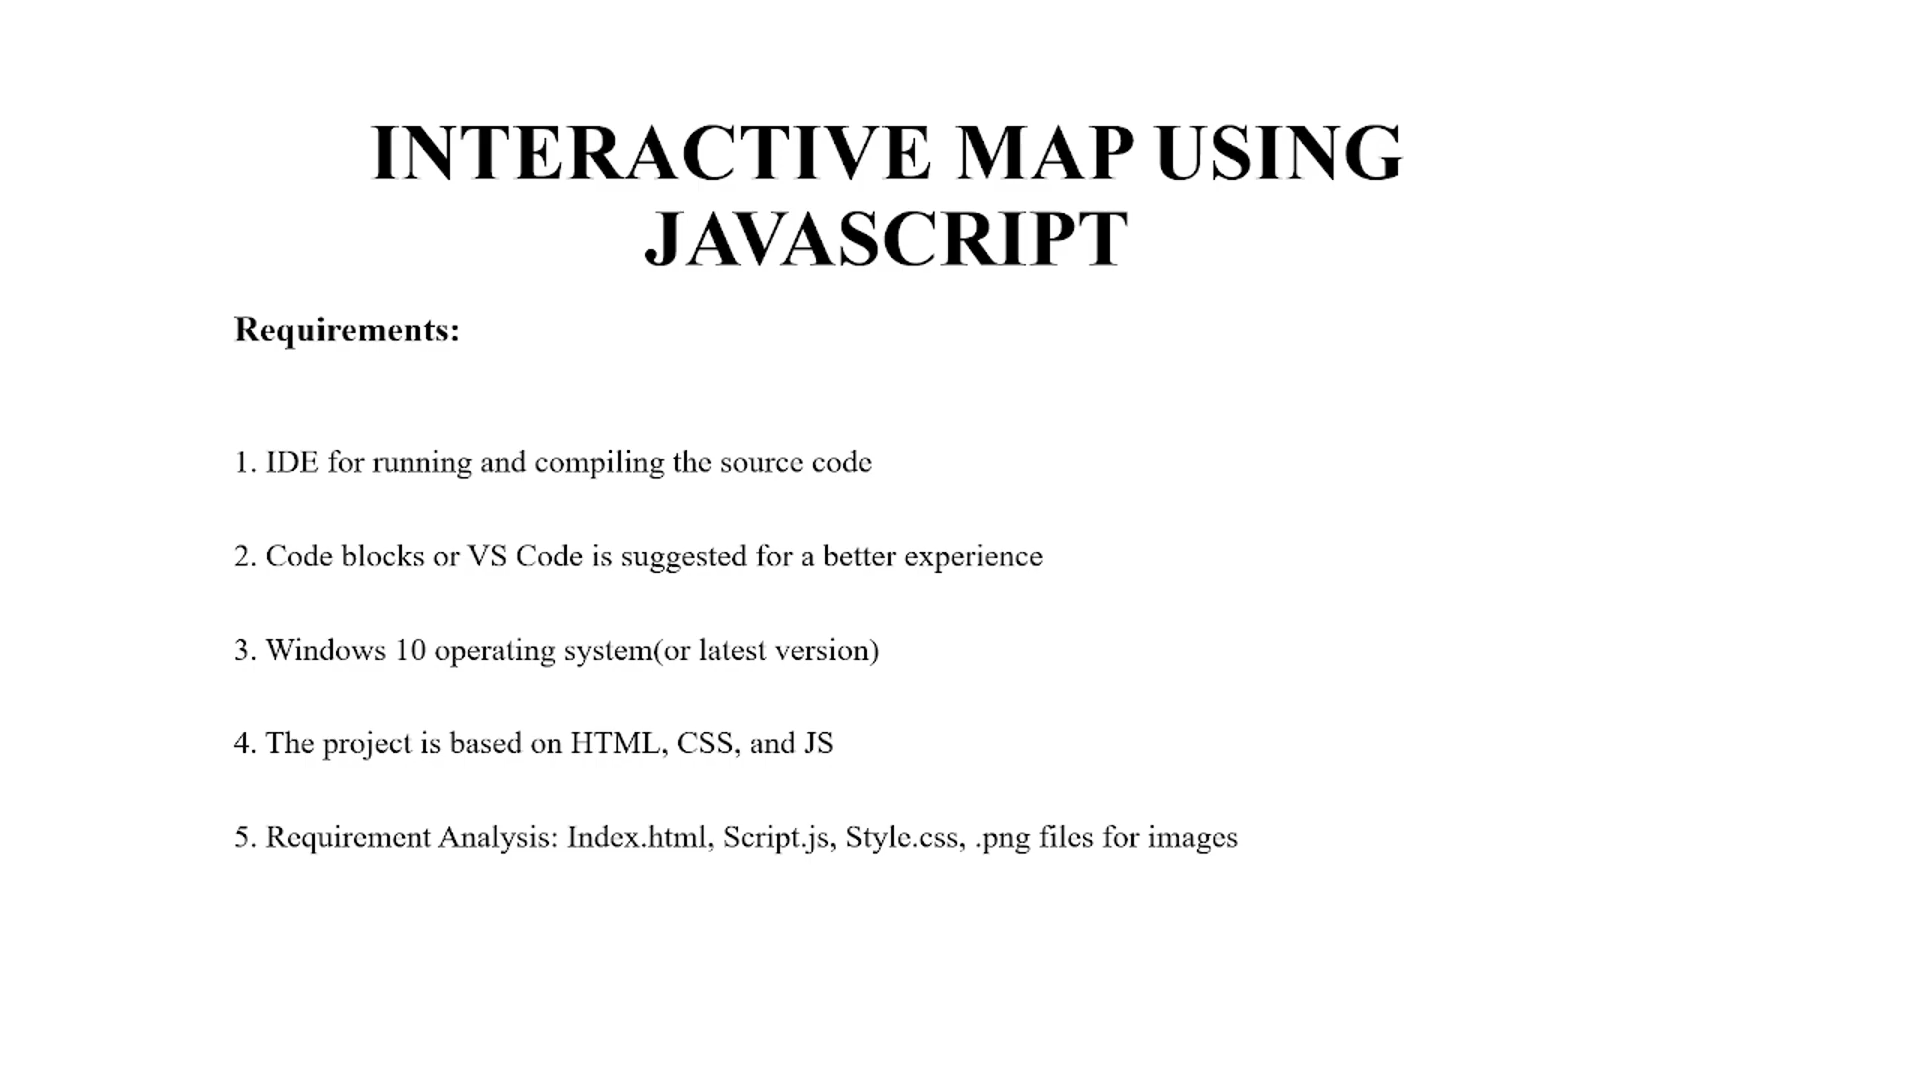 INTERACTIVE MAP USING
JAVASCRIPT
Requirements:
1. IDE for running and compiling the source code
2. Code blocks or VS Code is suggested for a better experience
3. Windows 10 operating system(or latest version)
4. The project is based on HTML, CSS, and JS
5. Requirement Analysis: Index.html, Script.js, Style.css, .png files for images